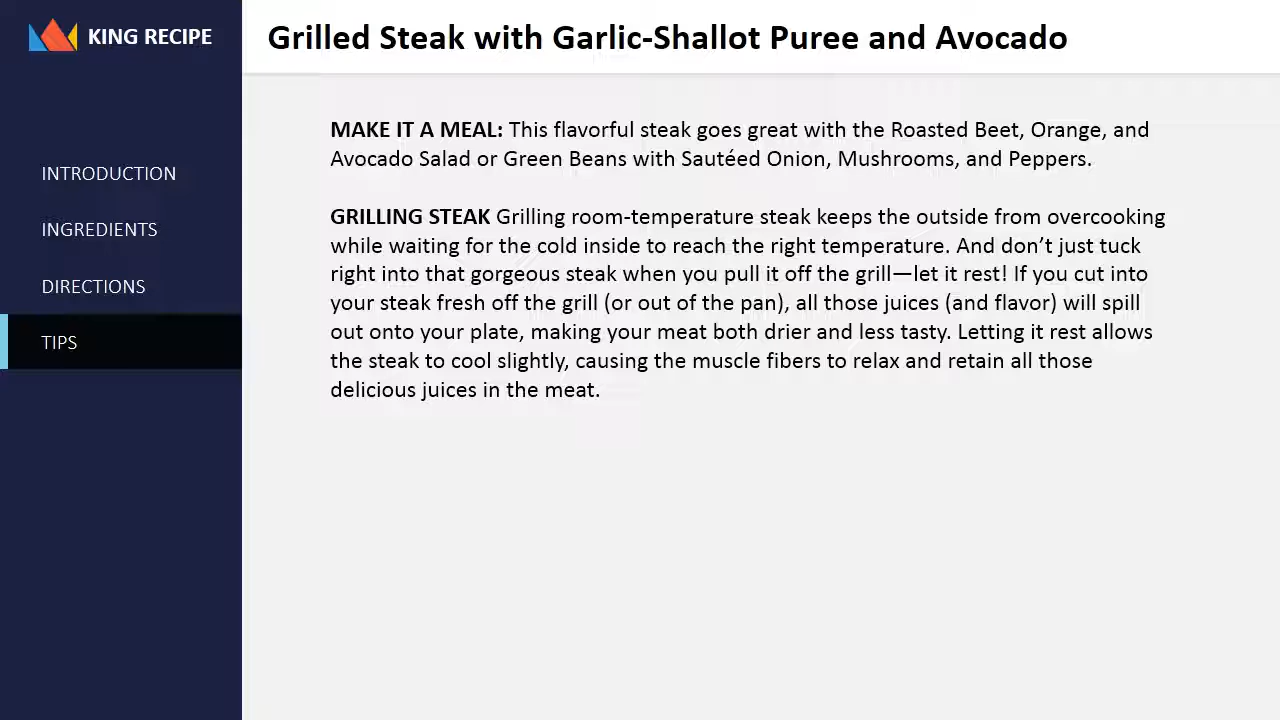 KING RECIPE
Grilled Steak with Garlic-Shallot Puree and Avocado
INTRODUCTION
INGREDIENTS
DIRECTIONS
TIPS
MAKE IT A MEAL: This flavorful steak goes great with the Roasted Beet, Orange, and
Avocado Salad or Green Beans with Sautéed Onion, Mushrooms, and Peppers.
GRILLING STEAK Grilling room-temperature steak keeps the outside from overcooking
while waiting for the cold inside to reach the right temperature. And don’t just tuck
right into that gorgeous steak when you pull it off the grill—let it rest! If you cut into
your steak fresh off the grill (or out of the pan), all those juices (and flavor) will spill
out onto your plate, making your meat both drier and less tasty. Letting it rest allows
the steak to cool slightly, causing the muscle fibers to relax and retain all those
delicious juices in the meat.